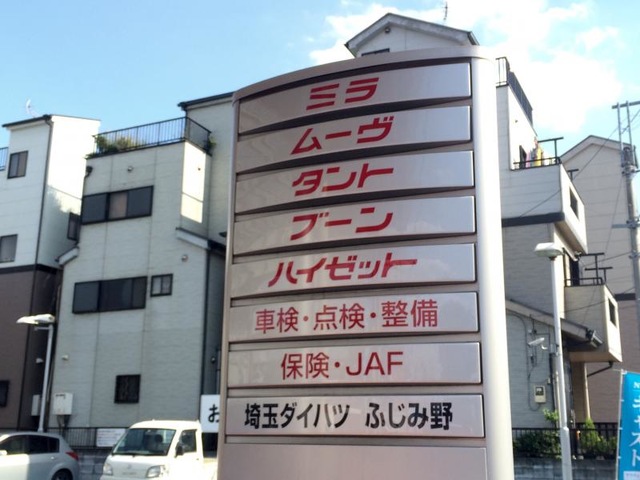 ミラ
ムーヴ
タント
ブーン
ハイゼット
車検・点検・整備
保険・JAF
埼玉ダイハツ ふじみ野
お